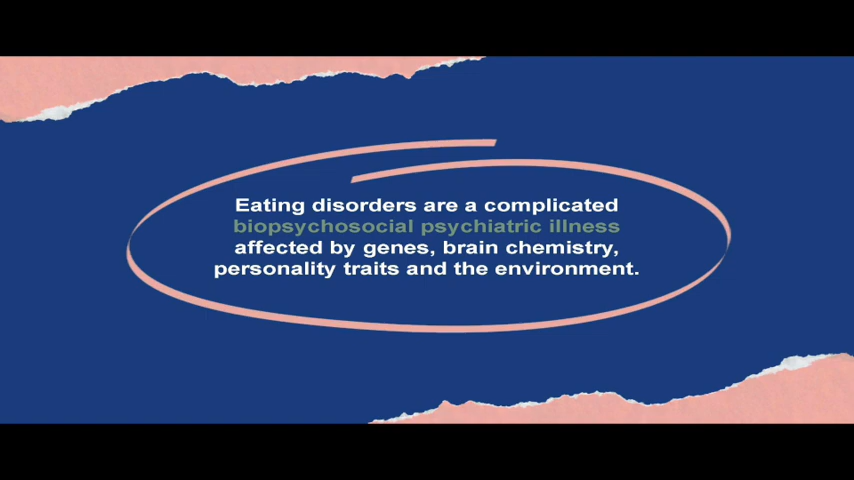 Eating disorders are a complicated
biopsychosocial psychiatric illness
affected by genes, brain chemistry,
personality traits and the environment.